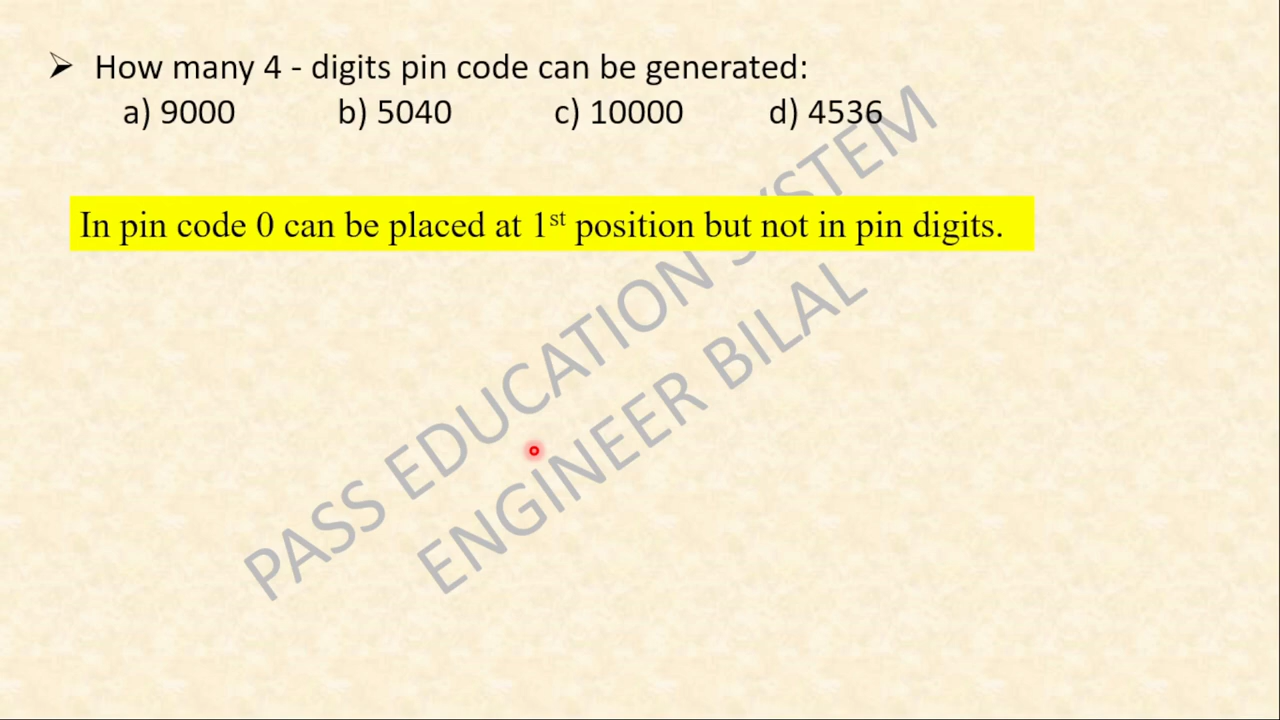 ➢ How many 4 - digits pin code can be generated:
a) 9000 b) 5040 c) 10000 d) 4536
In pin code 0 can be placed at 1st position but not in pin digits.
PASS EDUCATION SYSTEM
ENGINEER BILAL